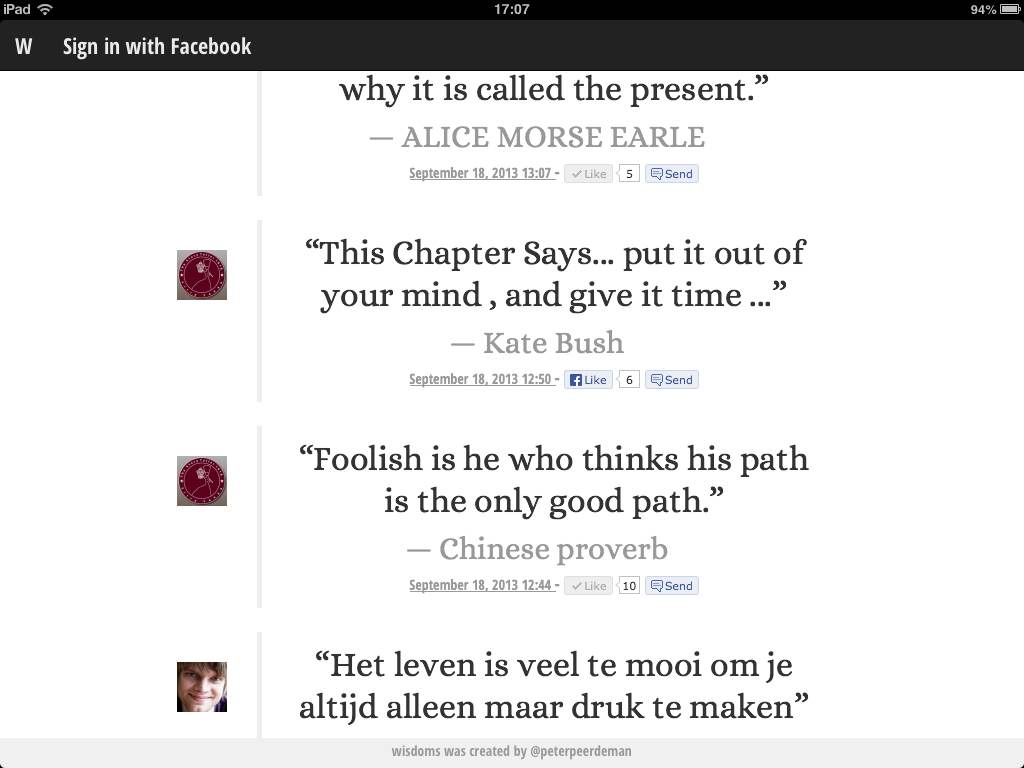 iPad 17:07 94%
W Sign in with Facebook
why it is called the present.”
— ALICE MORSE EARLE
September 18, 2013 13:07 - Like 5 Send
“This Chapter Says... put it out of
your mind , and give it time ...”
— Kate Bush
September 18, 2013 12:50 - Like 6 Send
“Foolish is he who thinks his path
is the only good path.”
— Chinese proverb
September 18, 2013 12:44 - Like 10 Send
“Het leven is veel te mooi om je
altijd alleen maar druk te maken”
wisdoms was created by @peterpeerdeman